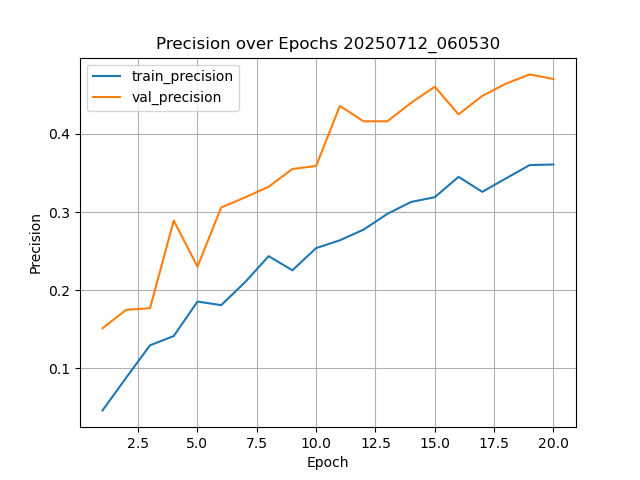 Precision over Epochs 20250712_060530
train_precision
val_precision
Precision
0.4
0.3
0.2
0.1
2.5 5.0 7.5 10.0 12.5 15.0 17.5 20.0
Epoch